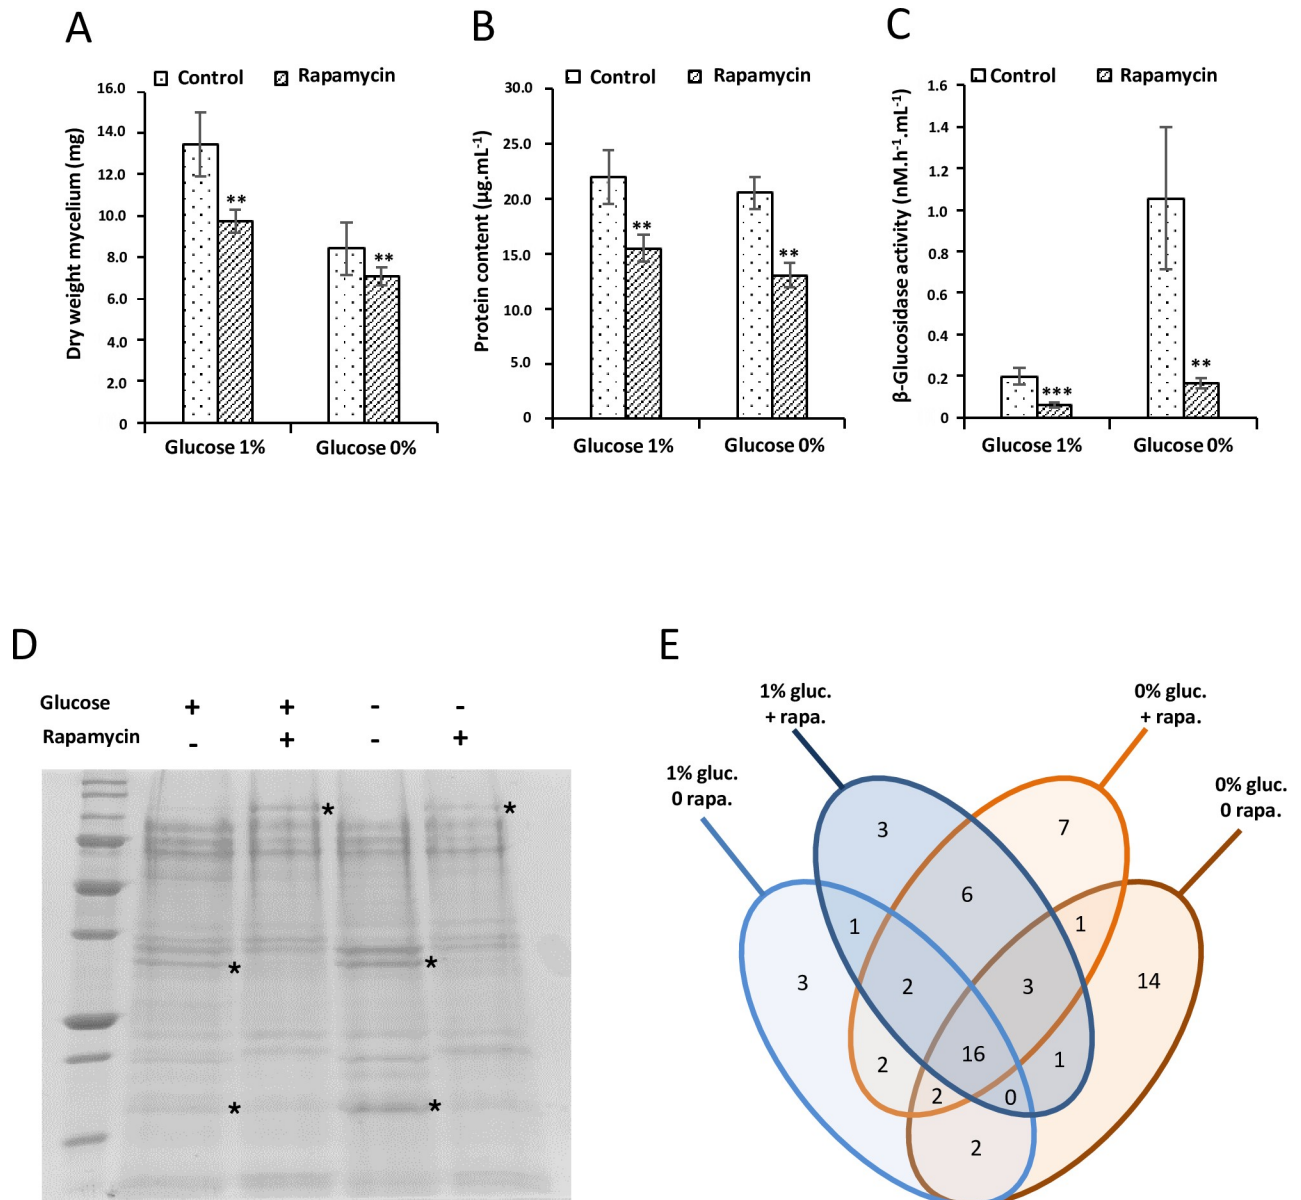 A
Control
Rapamycin
Dry weight mycelium (mg)
16.0
14.0
12.0
10.0
8.0
6.0
4.0
2.0
0
**
**
Glucose 1%
Glucose 0%
B
Control
Rapamycin
Protein content (µg.mL-1)
30.0
25.0
20.0
15.0
10.0
5.0
0
**
**
Glucose 1%
Glucose 0%
C
Control
Rapamycin
β-Glucosidase activity (nM.h-1.mL-1)
1.6
1.4
1.2
1.0
0.8
0.6
0.4
0.2
0
***
**
Glucose 1%
Glucose 0%
D
Glucose + + - -
Rapamycin - + - +
* *
* *
* *
E
1% gluc.
+ rapa.
0% gluc.
+ rapa.
1% gluc.
0 rapa.
0% gluc.
0 rapa.
3
7
6
1
1
3
2
3
14
2
16
1
2
0
2